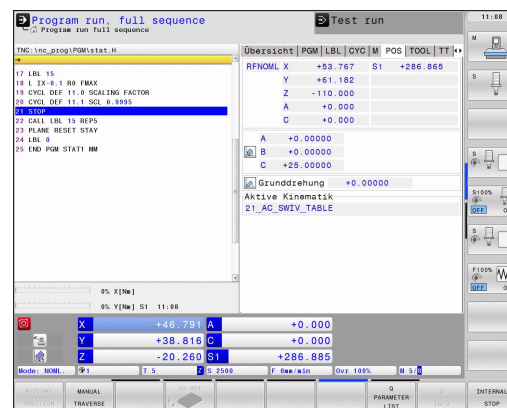 Program run, full sequence
Program run full sequence
Test run
11:08
TNC:\nc_prog\PGM\stat.H
17 LBL 15
18 L IX-0.1 R0 FMAX
19 CYCL DEF 11.0 SCALING FACTOR
20 CYCL DEF 11.1 SCL 0.9995
21 STOP
22 CALL LBL 15 REP5
23 PLANE RESET STAY
24 LBL 0
25 END PGM STAT1 MM
0% X[Nm]
0% Y[Nm] S1 11:08
Übersicht PGM LBL CYC M POS TOOL TT
RFNOML X +53.767 S1 +286.865
Y +61.182
Z -110.000
A +0.000
C +0.000
A +0.00000
B +0.00000
C +25.00000
Grunddrehung +0.00000
Aktive Kinematik
21_AC_SWIV_TABLE
X +46.791 A +0.000
Y +38.816 C +0.000
Z -20.260 S1 +286.885
Mode: NOML. 1 T 5 Z S 2500 F 0mm/min Ovr 100% M 5/8
M
S
S
S100%
OFF
S
F100%
OFF
RESTORE POSITION
MANUAL TRAVERSE
3D ROT
Q PARAMETER LIST
INFO
INTERNAL STOP